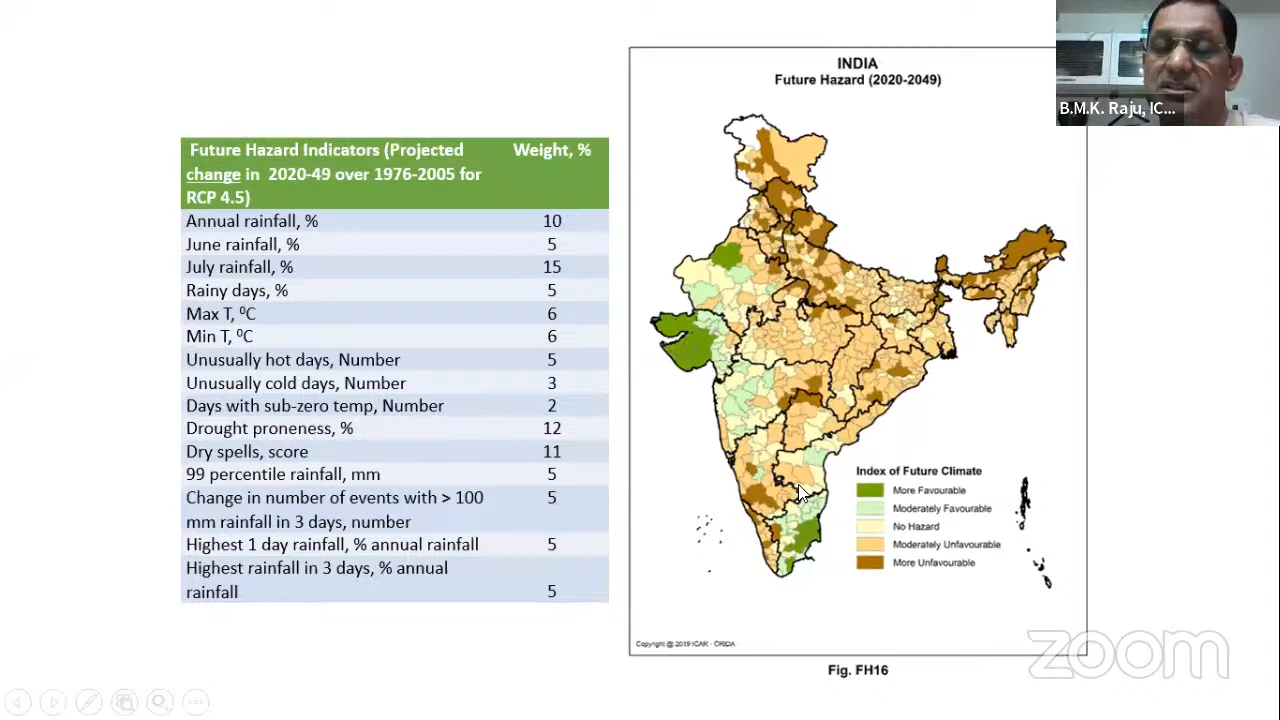 Future Hazard Indicators (Projected
change in 2020-49 over 1976-2005 for
RCP 4.5)
Weight, %
Annual rainfall, % 10
June rainfall, % 5
July rainfall, % 15
Rainy days, % 5
Max T, ⁰C 6
Min T, ⁰C 6
Unusually hot days, Number 5
Unusually cold days, Number 3
Days with sub-zero temp, Number 2
Drought proneness, % 12
Dry spells, score 11
99 percentile rainfall, mm 5
Change in number of events with > 100 5
mm rainfall in 3 days, number
Highest 1 day rainfall, % annual rainfall 5
Highest rainfall in 3 days, % annual
rainfall 5
INDIA
Future Hazard (2020-2049)
Index of Future Climate
More Favourable
Moderately Favourable
No Hazard
Moderately Unfavourable
More Unfavourable
Copyright @ 2019 ICAR - CRIDA
Fig. FH16
B.M.K. Raju, IC...
zoom